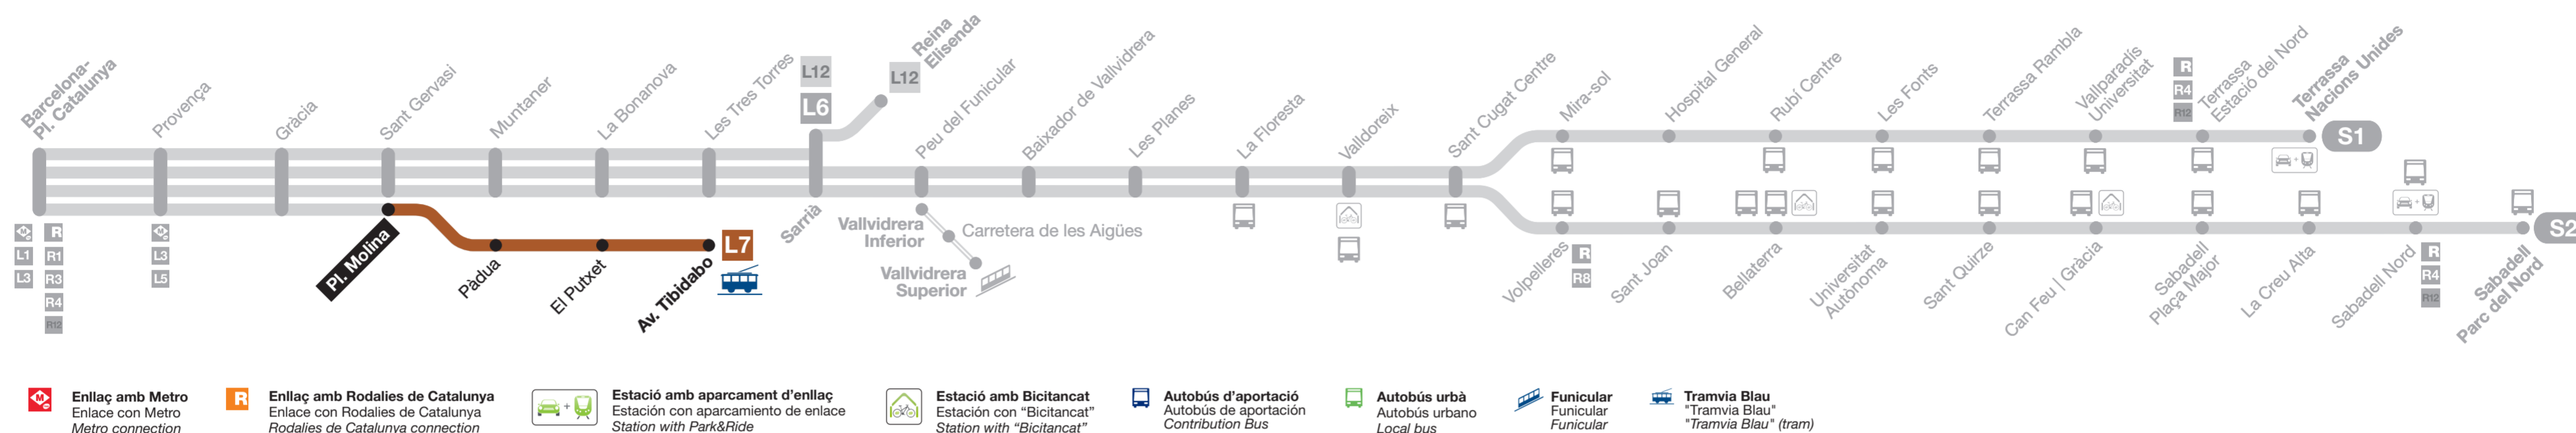 Barcelona-
Pl. Catalunya
Provença
Gràcia
Sant Gervasi
Muntaner
La Bonanova
Les Tres Torres
L12
L6
L12
Reina
Elisenda
Peu del Funicular
Baixador de Vallvidrera
Les Planes
La Floresta
Valldoreix
Sant Cugat Centre
Mira-sol
Hospital General
Rubí Centre
Les Fonts
Terrassa Rambla
Vallparadís
Universitat
R
R4
R12
Terrassa
Estació del Nord
Terrassa
Nacions Unides
S1
M
L1
L3
R
R1
R3
R4
R12
M
L3
L5
Pl. Molina
Pàdua
El Putxet
Av. Tibidabo
L7
Sarrià
Vallvidrera
Inferior
Carretera de les Aigües
Vallvidrera
Superior
Volpelleres
R
R8
Sant Joan
Bellaterra
Universitat
Autònoma
Sant Quirze
Can Feu | Gràcia
Sabadell
Plaça Major
La Creu Alta
Sabadell Nord
R
R4
R12
Sabadell
Parc del Nord
S2
M
Enllaç amb Metro
Enlace con Metro
Metro connection
R
Enllaç amb Rodalies de Catalunya
Enlace con Rodalies de Catalunya
Rodalies de Catalunya connection
Estació amb aparcament d'enllaç
Estación con aparcamiento de enlace
Station with Park&Ride
Estació amb Bicitancat
Estación con "Bicitancat"
Station with "Bicitancat"
Autobús d'aportació
Autobús de aportación
Contribution Bus
Autobús urbà
Autobús urbano
Local bus
Funicular
Funicular
Funicular
Tramvia Blau
"Tramvia Blau"
"Tramvia Blau" (tram)